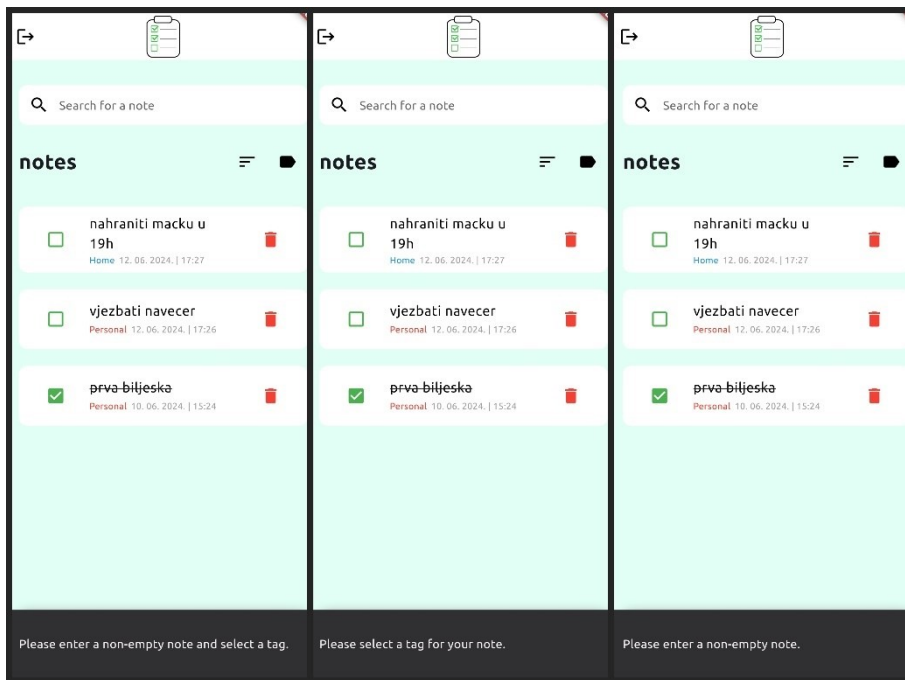 Search for a note
notes
nahraniti macku u
19h
Home 12. 06. 2024. | 17:27
vjezbati navecer
Personal 12. 06. 2024. | 17:26
prva biljeska
Personal 10. 06. 2024. | 15:24
Please enter a non-empty note and select a tag.
Search for a note
notes
nahraniti macku u
19h
Home 12. 06. 2024. | 17:27
vjezbati navecer
Personal 12. 06. 2024. | 17:26
prva biljeska
Personal 10. 06. 2024. | 15:24
Please select a tag for your note.
Search for a note
notes
nahraniti macku u
19h
Home 12. 06. 2024. | 17:27
vjezbati navecer
Personal 12. 06. 2024. | 17:26
prva biljeska
Personal 10. 06. 2024. | 15:24
Please enter a non-empty note.